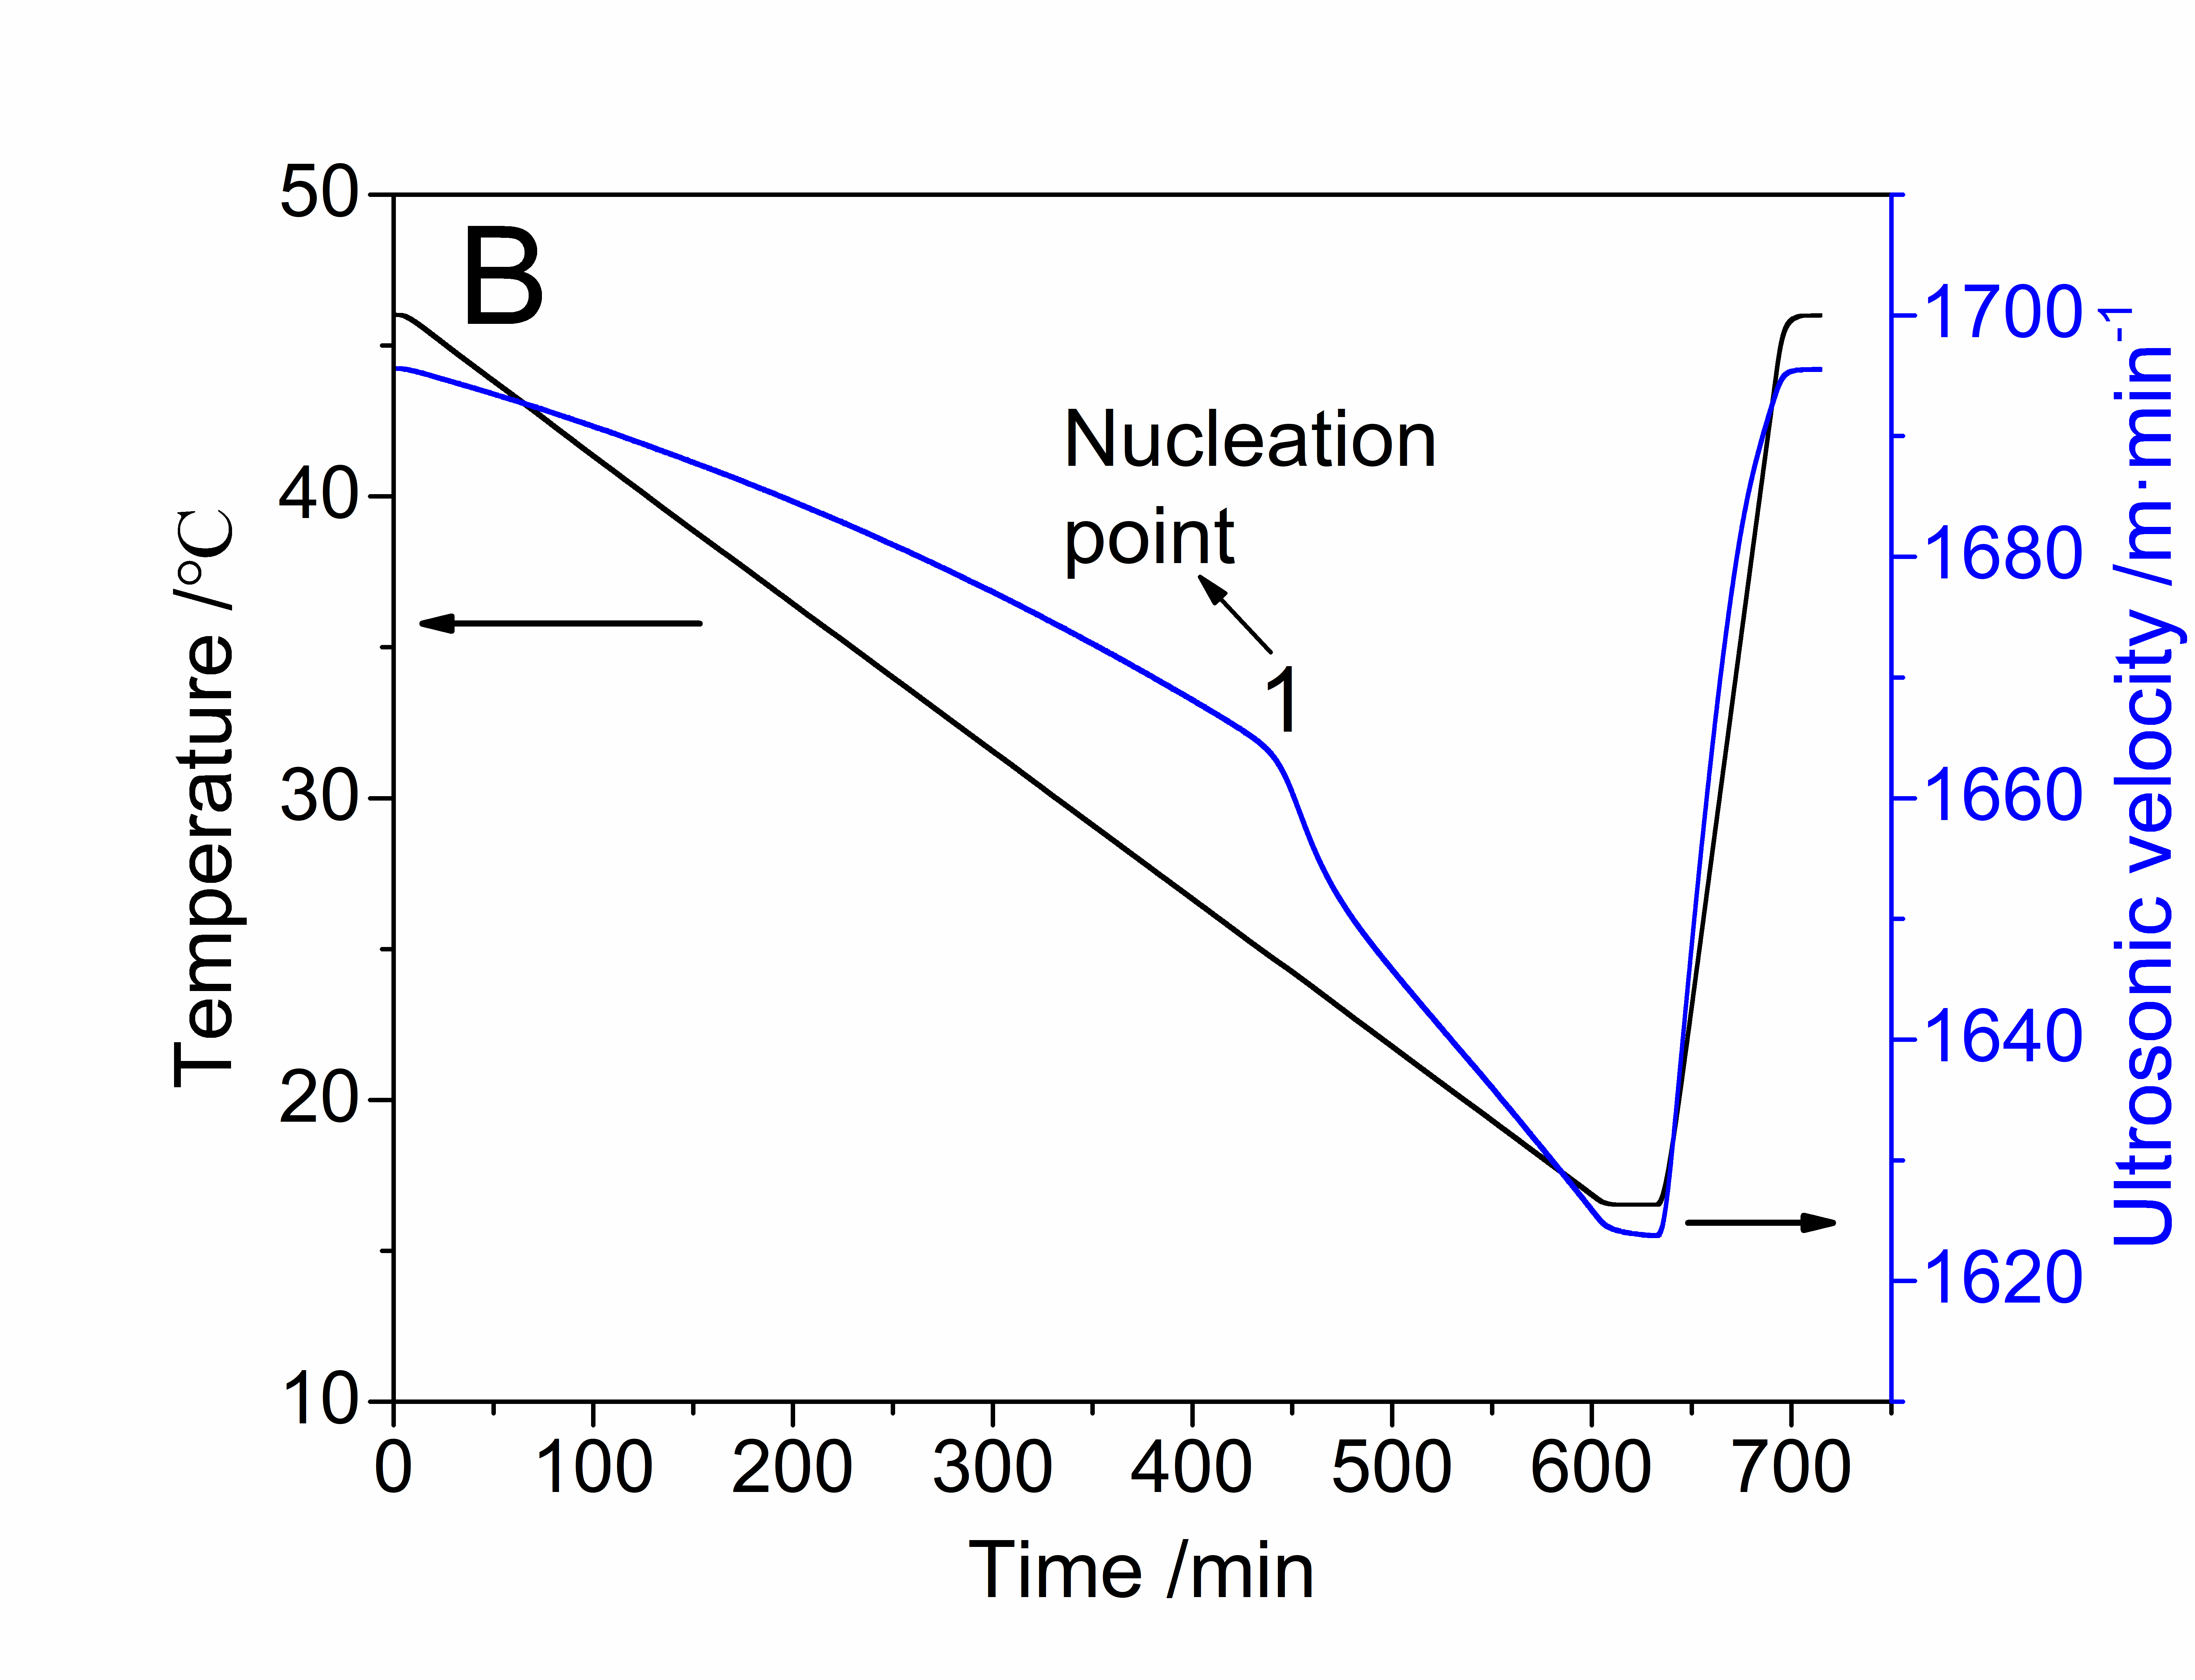 B
Nucleation
point
1
50
40
30
20
10
Temperature /°C
0 100 200 300 400 500 600 700
Time /min
1700
1680
1660
1640
1620
Ultrosonic velocity /m·min⁻¹